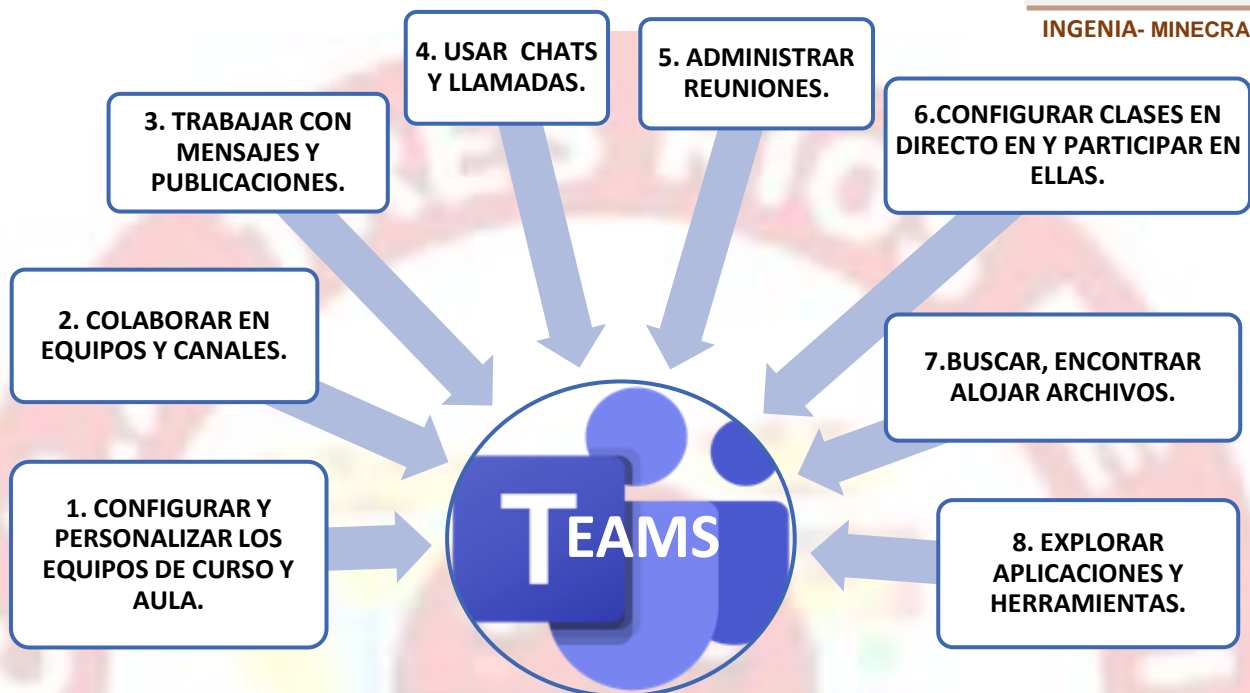 INGENIA- MINECRA
4. USAR CHATS
Y LLAMADAS.
5. ADMINISTRAR
REUNIONES.
3. TRABAJAR CON
MENSAJES Y
PUBLICACIONES.
6.CONFIGURAR CLASES EN
DIRECTO EN Y PARTICIPAR EN
ELLAS.
2. COLABORAR EN
EQUIPOS Y CANALES.
7.BUSCAR, ENCONTRAR
ALOJAR ARCHIVOS.
1. CONFIGURAR Y
PERSONALIZAR LOS
EQUIPOS DE CURSO Y
AULA.
TEAMS
8. EXPLORAR
APLICACIONES Y
HERRAMIENTAS.